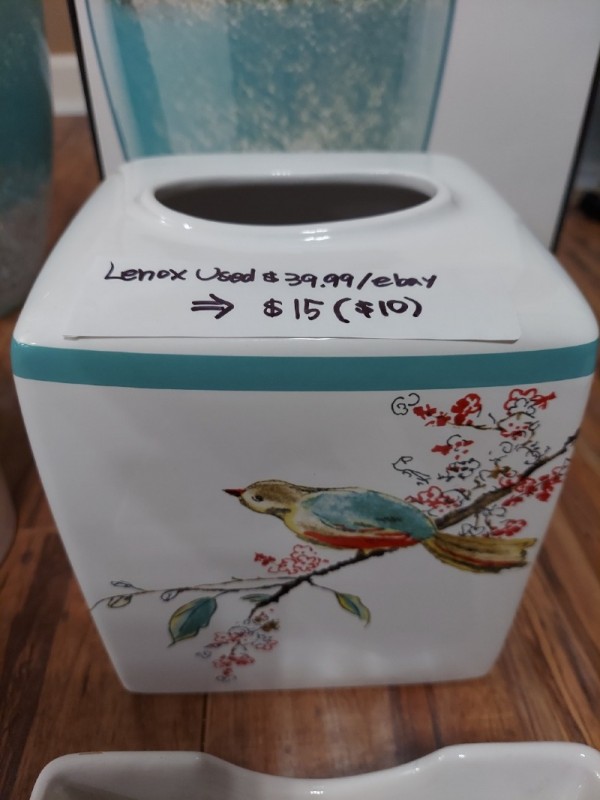 Lenox Used $39.99/ebay
⇒ $15 ($10)